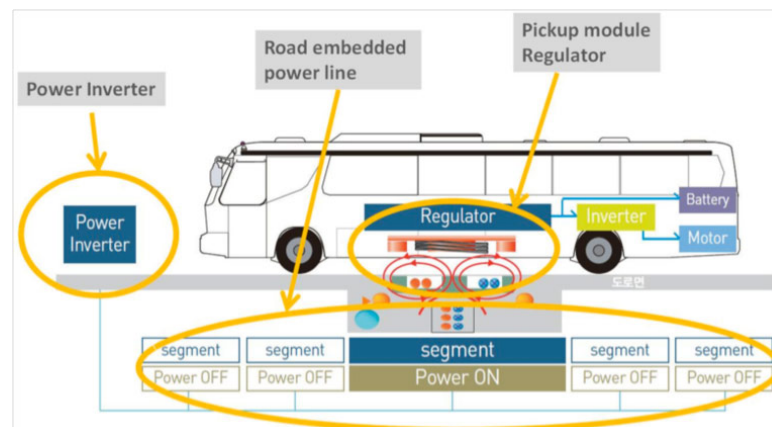 Pickup module
Regulator
Road embedded
power line
Power Inverter
Regulator
Inverter
Battery
Motor
Power
Inverter
도로면
segment
segment
segment
segment
segment
Power OFF
Power OFF
Power ON
Power OFF
Power OFF